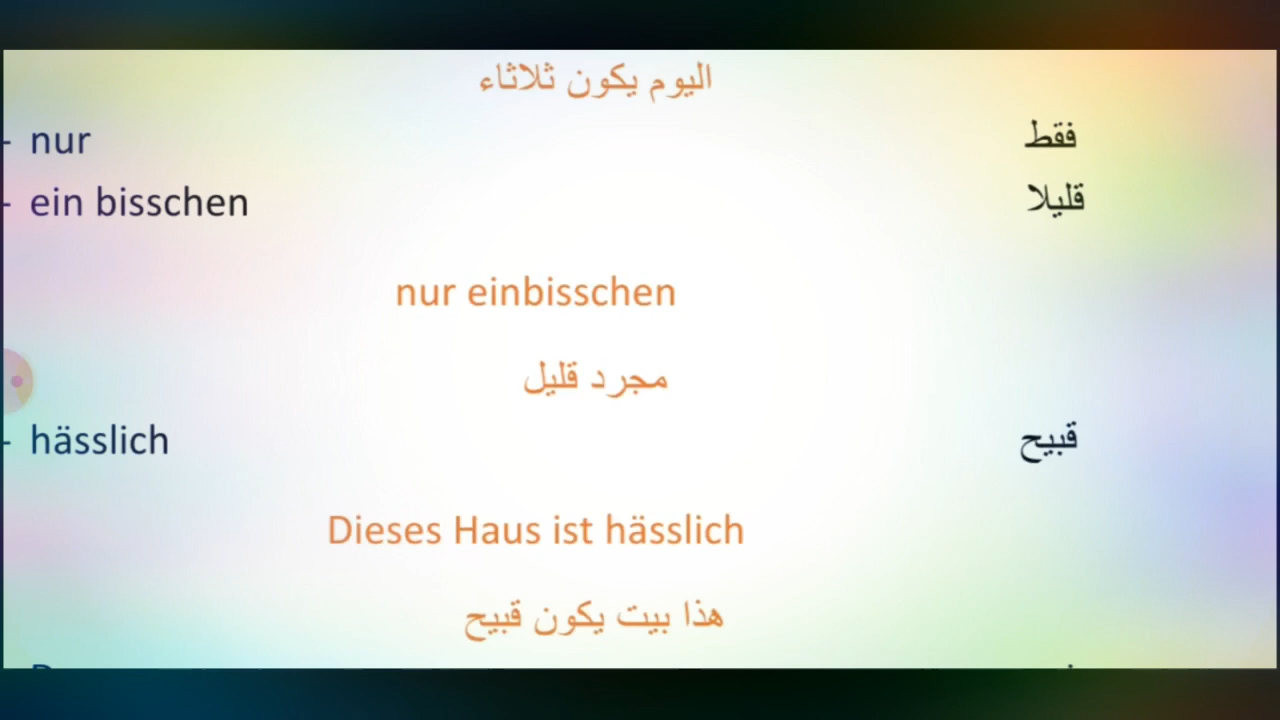 اليوم يكون ثلاثاء
- nur فقط
- ein bisschen قليلا
nur einbisschen
مجرد قليل
- hässlich قبيح
Dieses Haus ist hässlich
هذا بيت يكون قبيح